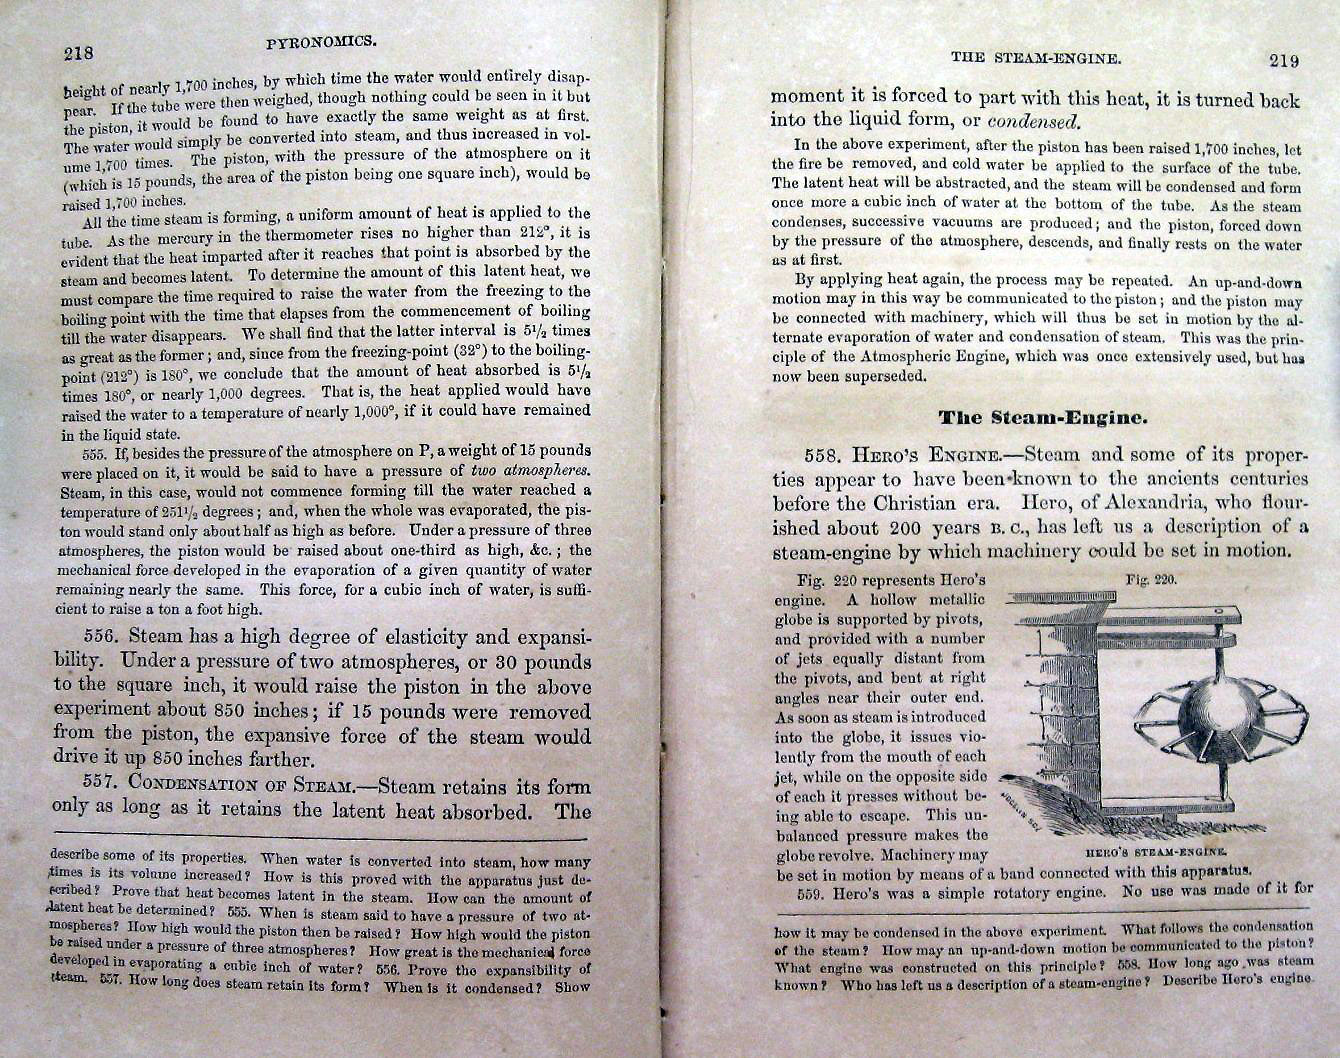 218
PYRONOMICS.
height of nearly 1,700 inches, by which time the water would entirely disap-
pear. If the tube were then weighed, though nothing could be seen in it but
the piston, it would be found to have exactly the same weight as at first.
The water would simply be converted into steam, and thus increased in vol-
ume 1,700 times. The piston, with the pressure of the atmosphere on it
(which is 15 pounds, the area of the piston being one square inch), would be
raised 1,700 inches.
All the time steam is forming, a uniform amount of heat is applied to the
tube. As the mercury in the thermometer rises no higher than 212°, it is
evident that the heat imparted after it reaches that point is absorbed by the
steam and becomes latent. To determine the amount of this latent heat, we
must compare the time required to raise the water from the freezing to the
boiling point with the time that elapses from the commencement of boiling
till the water disappears. We shall find that the latter interval is 5½ times
as great as the former; and, since from the freezing-point (32°) to the boiling-
point (212°) is 180°, we conclude that the amount of heat absorbed is 5½
times 180°, or nearly 1,000 degrees. That is, the heat applied would have
raised the water to a temperature of nearly 1,000°, if it could have remained
in the liquid state.
555. If, besides the pressure of the atmosphere on P, a weight of 15 pounds
were placed on it, it would be said to have a pressure of two atmospheres.
Steam, in this case, would not commence forming till the water reached a
temperature of 251½ degrees; and, when the whole was evaporated, the pis-
ton would stand only about half as high as before. Under a pressure of three
atmospheres, the piston would be raised about one-third as high, &c.; the
mechanical force developed in the evaporation of a given quantity of water
remaining nearly the same. This force, for a cubic inch of water, is suffi-
cient to raise a ton a foot high.
556. Steam has a high degree of elasticity and expansi-
bility. Under a pressure of two atmospheres, or 30 pounds
to the square inch, it would raise the piston in the above
experiment about 850 inches; if 15 pounds were removed
from the piston, the expansive force of the steam would
drive it up 850 inches farther.
557. CONDENSATION OF STEAM.—Steam retains its form
only as long as it retains the latent heat absorbed. The
describe some of its properties. When water is converted into steam, how many
times is its volume increased? How is this proved with the apparatus just de-
scribed? Prove that heat becomes latent in the steam. How can the amount of
latent heat be determined? 555. When is steam said to have a pressure of two at-
mospheres? How high would the piston then be raised? How high would the piston
be raised under a pressure of three atmospheres? How great is the mechanical force
developed in evaporating a cubic inch of water? 556. Prove the expansibility of
steam. 557. How long does steam retain its form? When is it condensed? Show
THE STEAM-ENGINE.
219
moment it is forced to part with this heat, it is turned back
into the liquid form, or condensed.
In the above experiment, after the piston has been raised 1,700 inches, let
the fire be removed, and cold water be applied to the surface of the tube.
The latent heat will be abstracted, and the steam will be condensed and form
once more a cubic inch of water at the bottom of the tube. As the steam
condenses, successive vacuums are produced; and the piston, forced down
by the pressure of the atmosphere, descends, and finally rests on the water
as at first.
By applying heat again, the process may be repeated. An up-and-down
motion may in this way be communicated to the piston; and the piston may
be connected with machinery, which will thus be set in motion by the al-
ternate evaporation of water and condensation of steam. This was the prin-
ciple of the Atmospheric Engine, which was once extensively used, but has
now been superseded.
The Steam-Engine.
558. HERO'S ENGINE.—Steam and some of its proper-
ties appear to have been known to the ancients centuries
before the Christian era. Hero, of Alexandria, who flour-
ished about 200 years B. C., has left us a description of a
steam-engine by which machinery could be set in motion.
Fig. 220 represents Hero's
engine. A hollow metallic
globe is supported by pivots,
and provided with a number
of jets equally distant from
the pivots, and bent at right
angles near their outer end.
As soon as steam is introduced
into the globe, it issues vio-
lently from the mouth of each
jet, while on the opposite side
of each it presses without be-
ing able to escape. This un-
balanced pressure makes the
globe revolve. Machinery may
be set in motion by means of a band connected with this apparatus.
Fig. 220.
JOCELYN SC.
HERO'S STEAM-ENGINE.
559. Hero's was a simple rotatory engine. No use was made of it for
how it may be condensed in the above experiment. What follows the condensation
of the steam? How may an up-and-down motion be communicated to the piston?
What engine was constructed on this principle? 558. How long ago was steam
known? Who has left us a description of a steam-engine? Describe Hero's engine.